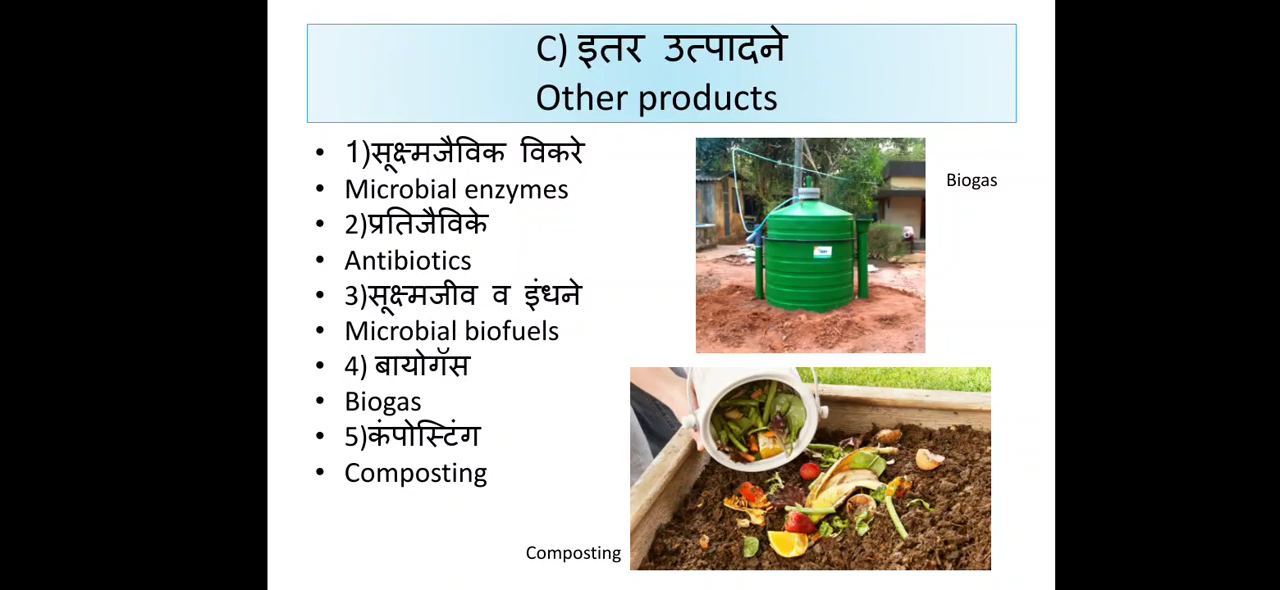 C) इतर उत्पादने
Other products
• 1)सूक्ष्मजैविक विकरे
• Microbial enzymes
• 2)प्रतिजैविके
• Antibiotics
• 3)सूक्ष्मजीव व इंधने
• Microbial biofuels
• 4) बायोगॅस
• Biogas
• 5)कंपोस्टिंग
• Composting
Biogas
Composting